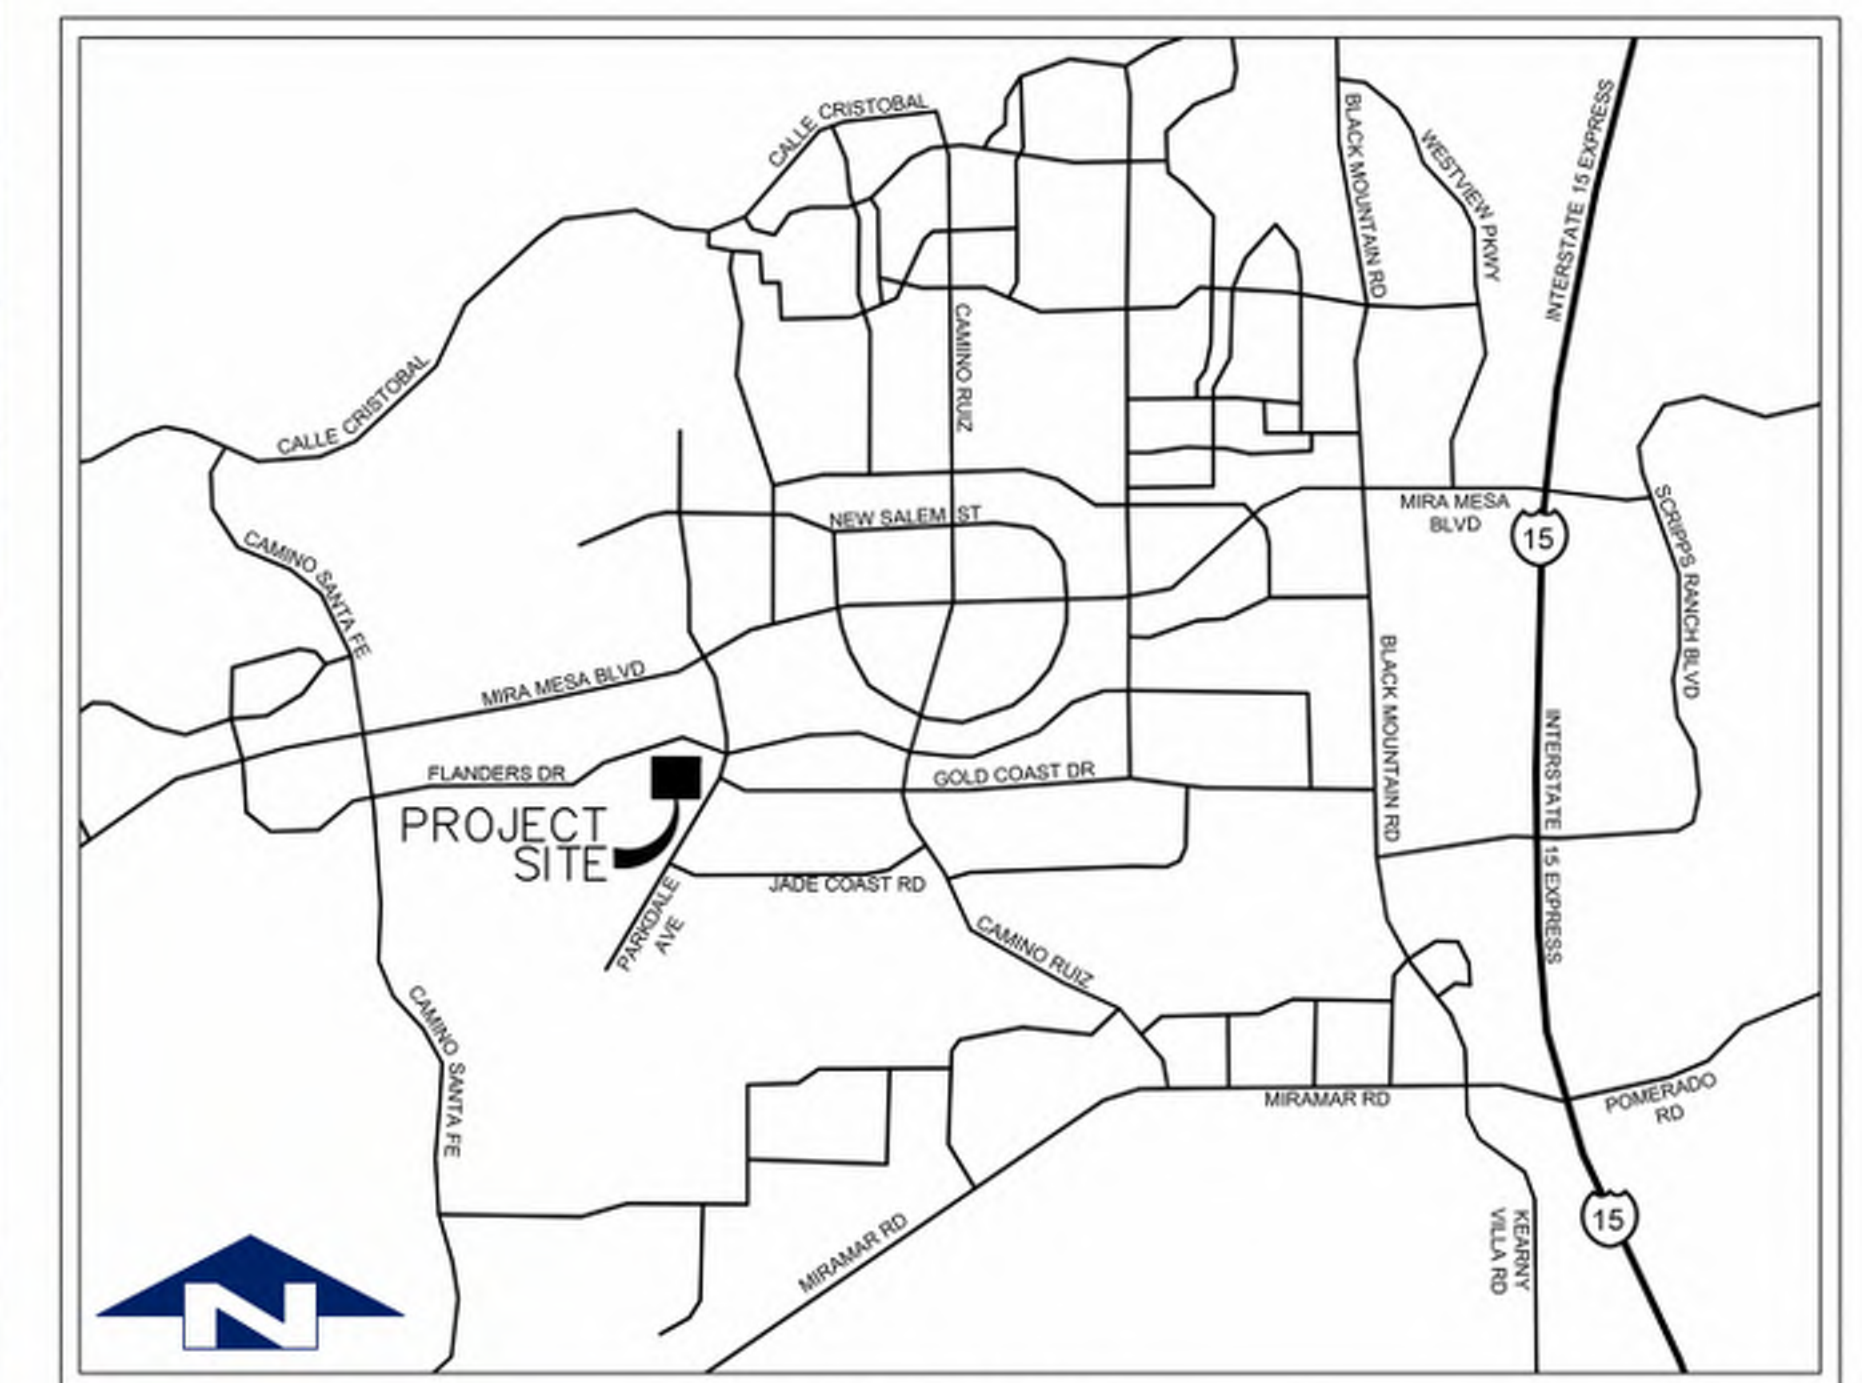 CALLE CRISTOBAL
BLACK MOUNTAIN RD
WESTVIEW PKWY
INTERSTATE 15 EXPRESS
CAMINO RUIZ
CALLE CRISTOBAL
NEW SALEM ST
MIRA MESA
BLVD
15
SCRIPPS RANCH BLVD
CAMINO SANTA FE
MIRA MESA BLVD
BLACK MOUNTAIN RD
INTERSTATE 15 EXPRESS
FLANDERS DR
GOLD COAST DR
PROJECT
SITE
JADE COAST RD
PARKDALE
AVE
CAMINO RUIZ
CAMINO SANTA FE
MIRAMAR RD
POMERADO
RD
MIRAMAR RD
KEARNY
VILLA RD
15
N